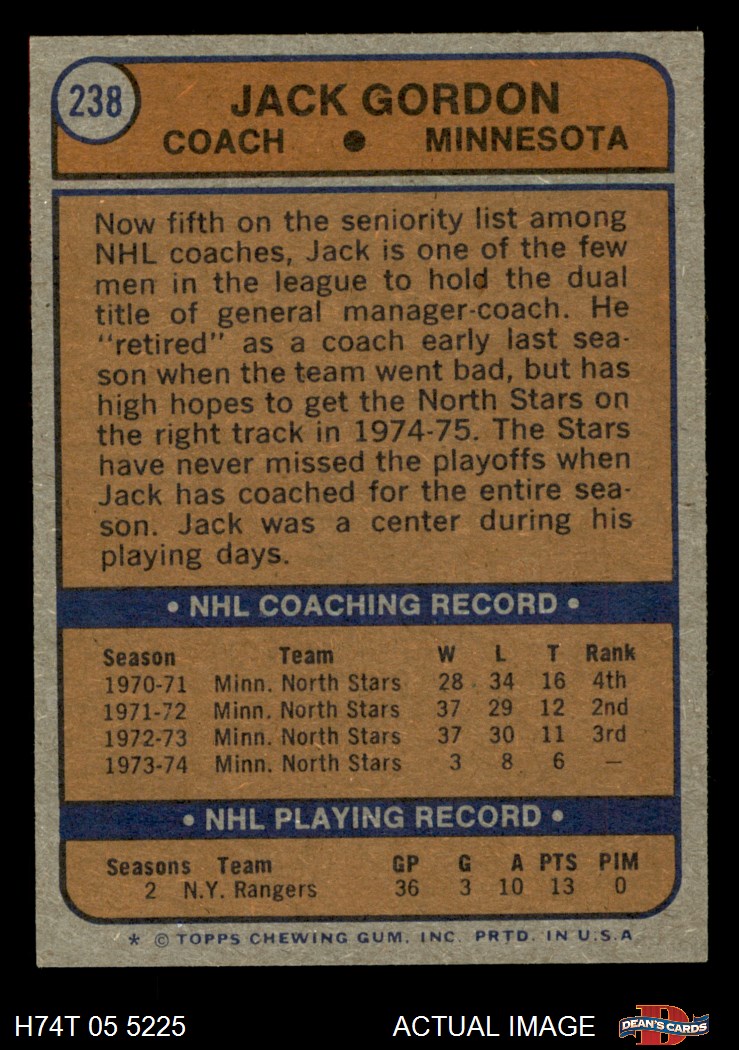 238
JACK GORDON
COACH ● MINNESOTA
Now fifth on the seniority list among
NHL coaches, Jack is one of the few
men in the league to hold the dual
title of general manager-coach. He
"retired" as a coach early last sea-
son when the team went bad, but has
high hopes to get the North Stars on
the right track in 1974-75. The Stars
have never missed the playoffs when
Jack has coached for the entire sea-
son. Jack was a center during his
playing days.
• NHL COACHING RECORD •
Season Team W L T Rank
1970-71 Minn. North Stars 28 34 16 4th
1971-72 Minn. North Stars 37 29 12 2nd
1972-73 Minn. North Stars 37 30 11 3rd
1973-74 Minn. North Stars 3 8 6 —
• NHL PLAYING RECORD •
Seasons Team GP G A PTS PIM
2 N.Y. Rangers 36 3 10 13 0
* © TOPPS CHEWING GUM, INC. PRTD. IN U.S.A
H74T 05 5225 ACTUAL IMAGE D DEAN'S CARDS